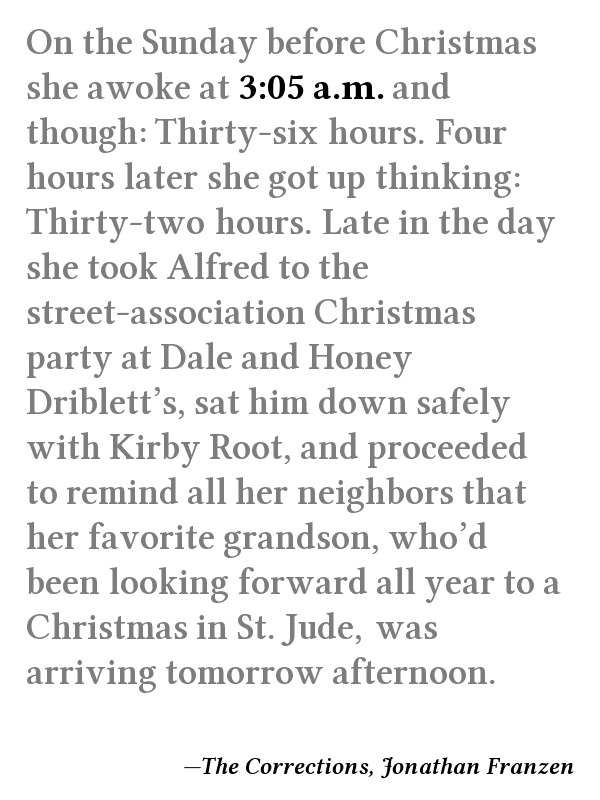 On the Sunday before Christmas
she awoke at 3:05 a.m. and
though: Thirty-six hours. Four
hours later she got up thinking:
Thirty-two hours. Late in the day
she took Alfred to the
street-association Christmas
party at Dale and Honey
Driblett’s, sat him down safely
with Kirby Root, and proceeded
to remind all her neighbors that
her favorite grandson, who’d
been looking forward all year to a
Christmas in St. Jude, was
arriving tomorrow afternoon.
—The Corrections, Jonathan Franzen